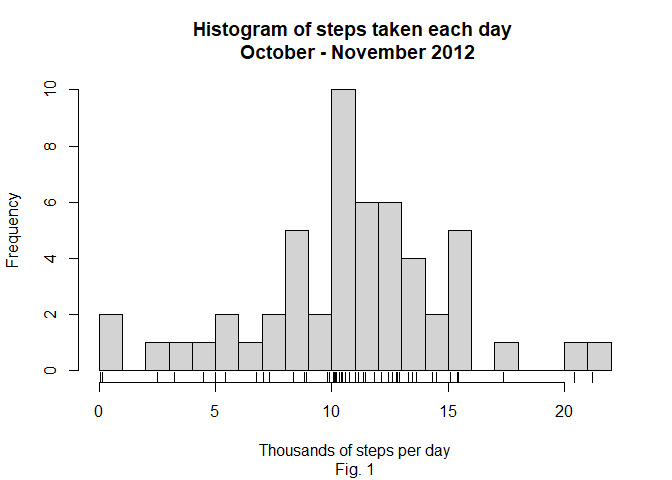 Histogram of steps taken each day
October - November 2012
Frequency
10
8
6
4
2
0
0 5 10 15 20
Thousands of steps per day
Fig. 1